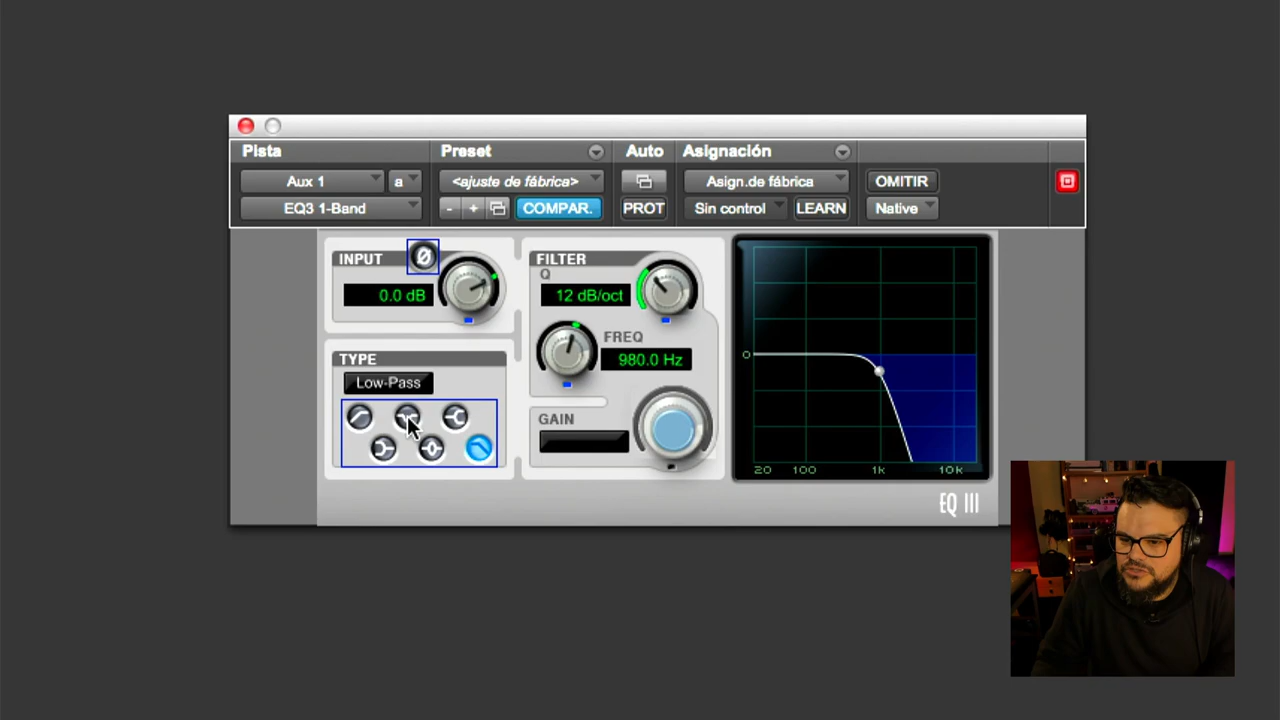 Pista Preset Auto Asignación
Aux 1 a <ajuste de fábrica> Asign.de fábrica OMITIR
EQ3 1-Band - + COMPAR. PROT Sin control LEARN Native
INPUT Ø
0.0 dB
FILTER
Q
12 dB/oct
FREQ
980.0 Hz
TYPE
Low-Pass
GAIN
0
20 100 1k 10k
EQ III